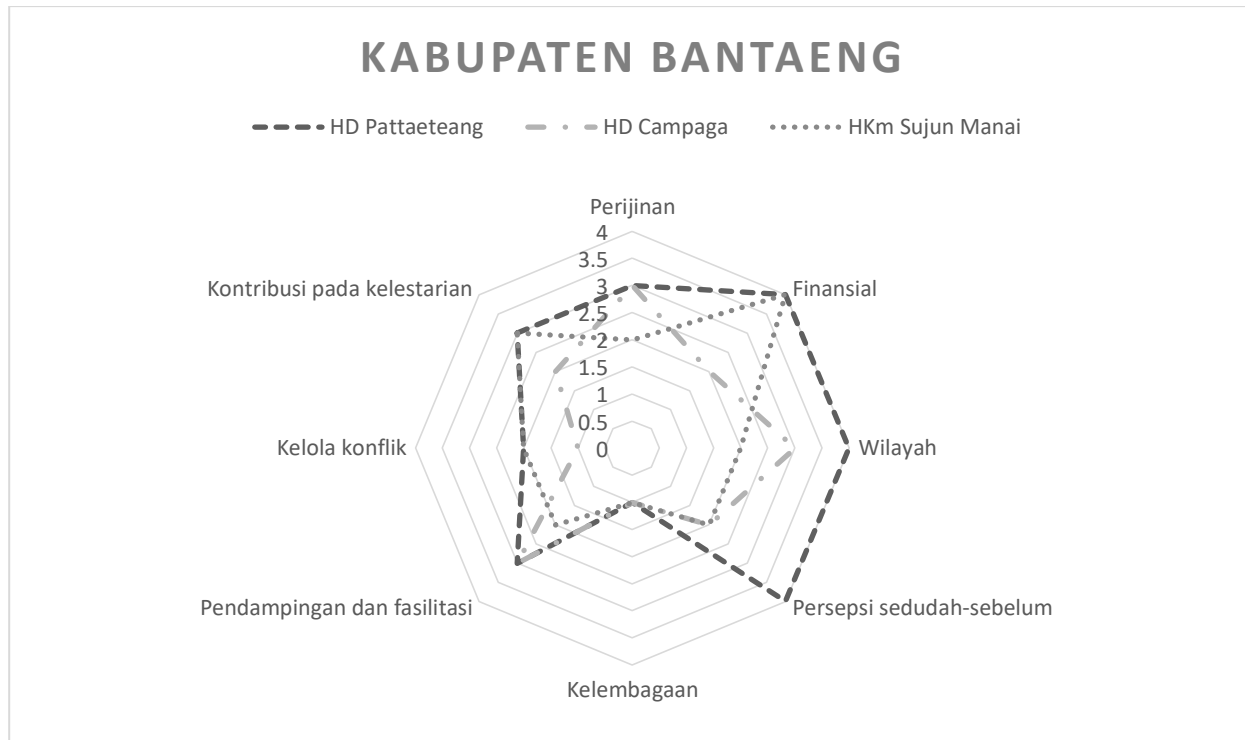 KABUPATEN BANTAENG
HD Pattaeteang HD Campaga HKm Sujun Manai
Perijinan
4
3.5
3
2.5
2
1.5
1
0.5
0
Finansial
Wilayah
Persepsi sedudah-sebelum
Kelembagaan
Pendampingan dan fasilitasi
Kelola konflik
Kontribusi pada kelestarian